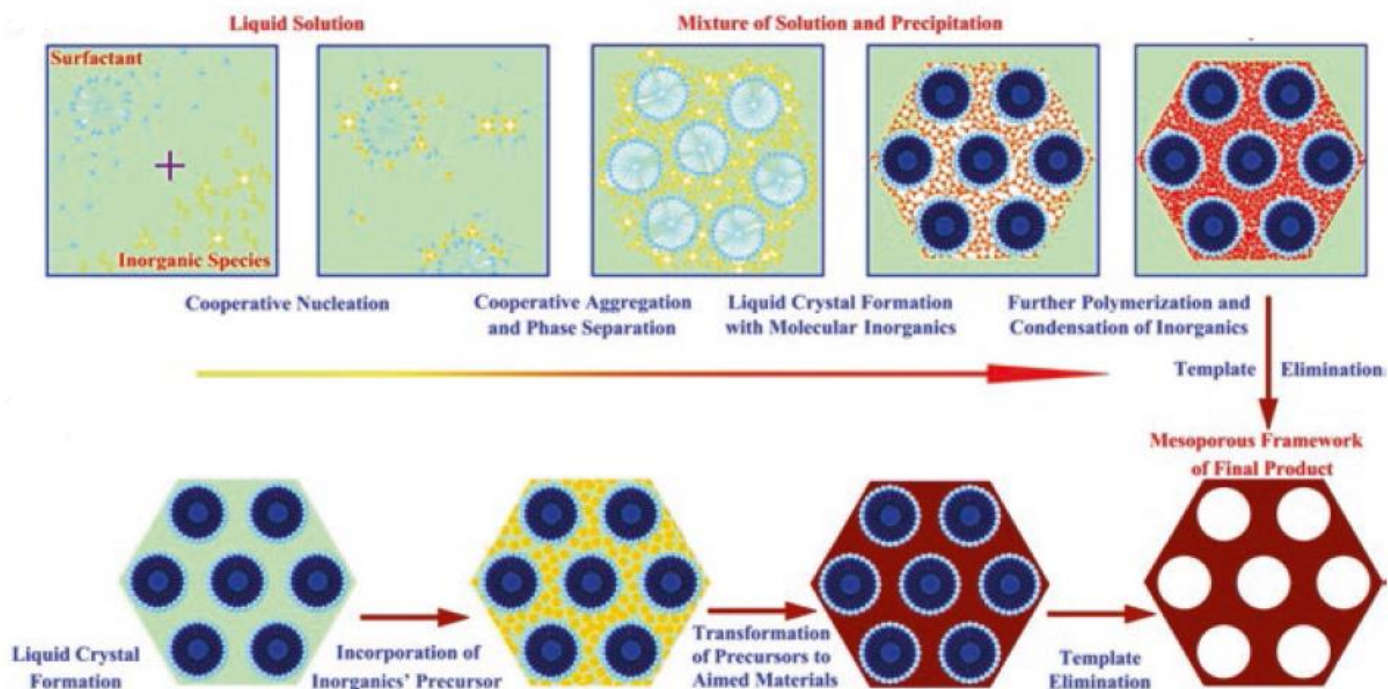 Liquid Solution
Mixture of Solution and Precipitation
Surfactant
Inorganic Species
Cooperative Nucleation
Cooperative Aggregation
and Phase Separation
Liquid Crystal Formation
with Molecular Inorganics
Further Polymerization and
Condensation of Inorganics
Template Elimination
Mesoporous Framework
of Final Product
Liquid Crystal
Formation
Incorporation of
Inorganics' Precursor
Transformation
of Precursors to
Aimed Materials
Template
Elimination